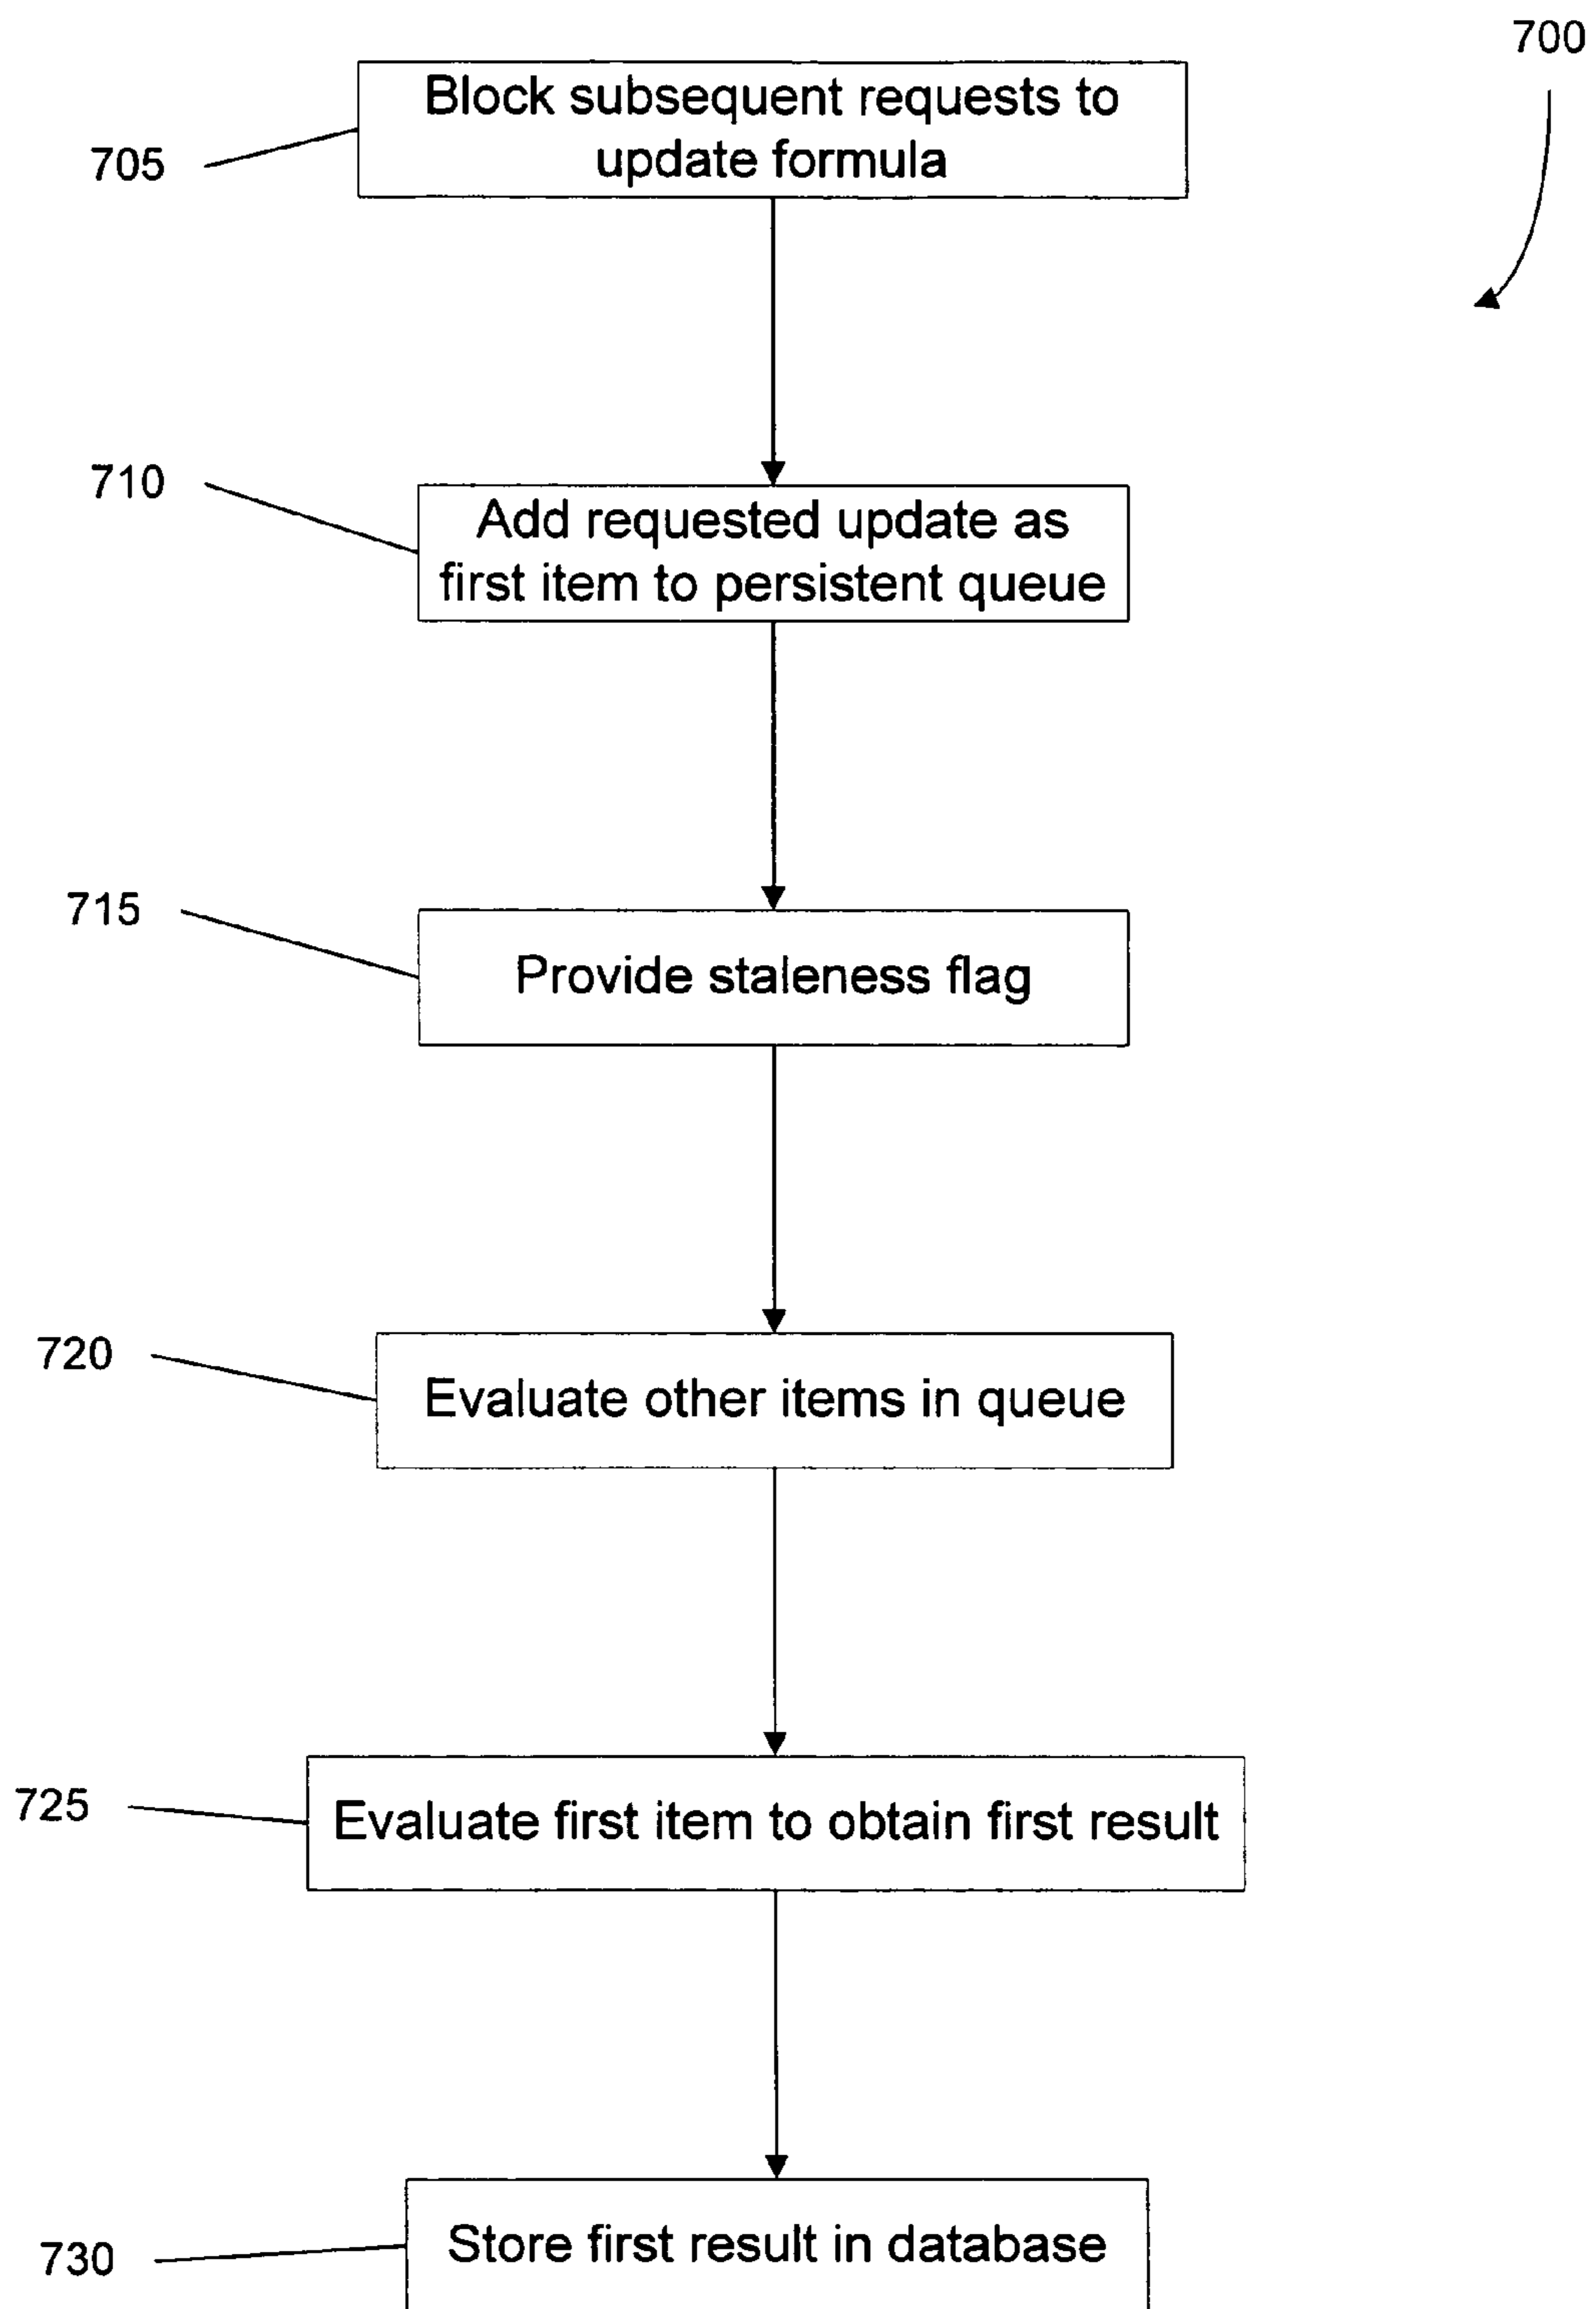 700
Block subsequent requests to
update formula
705
710
Add requested update as
first item to persistent queue
715
Provide staleness flag
720
Evaluate other items in queue
725
Evaluate first item to obtain first result
730
Store first result in database